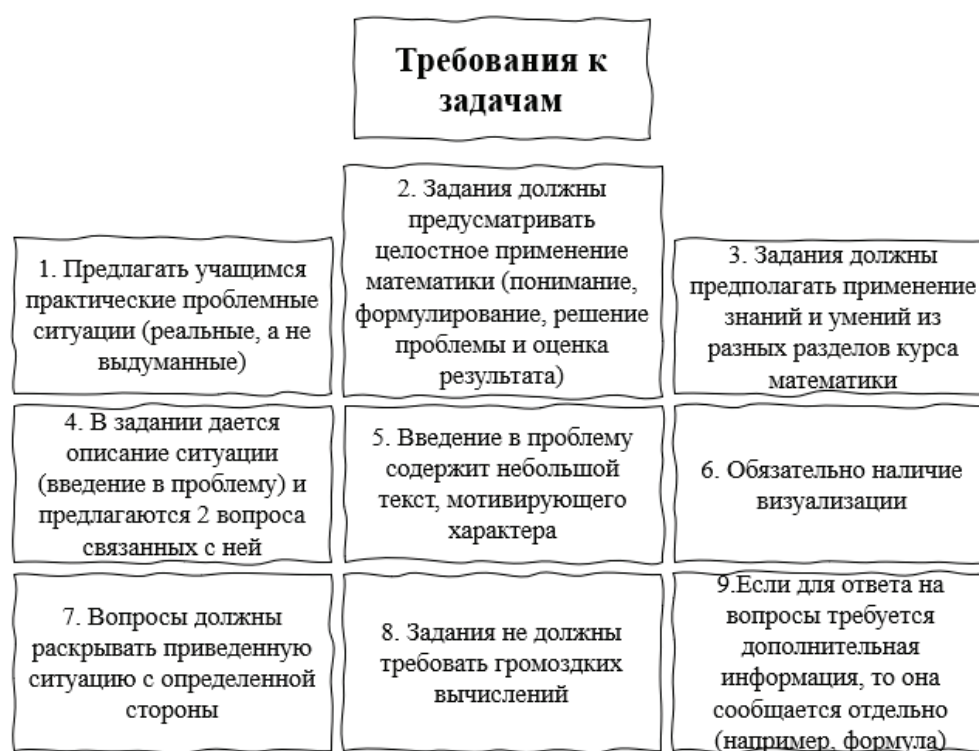 Требования к
задачам
1. Предлагать учащимся
практические проблемные
ситуации (реальные, а не
выдуманные)
2. Задания должны
предусматривать
целостное применение
математики (понимание,
формулирование, решение
проблемы и оценка
результата)
3. Задания должны
предполагать применение
знаний и умений из
разных разделов курса
математики
4. В задании дается
описание ситуации
(введение в проблему) и
предлагаются 2 вопроса
связанных с ней
5. Введение в проблему
содержит небольшой
текст, мотивирующего
характера
6. Обязательно наличие
визуализации
7. Вопросы должны
раскрывать приведенную
ситуацию с определенной
стороны
8. Задания не должны
требовать громоздких
вычислений
9.Если для ответа на
вопросы требуется
дополнительная
информация, то она
сообщается отдельно
(например, формула)